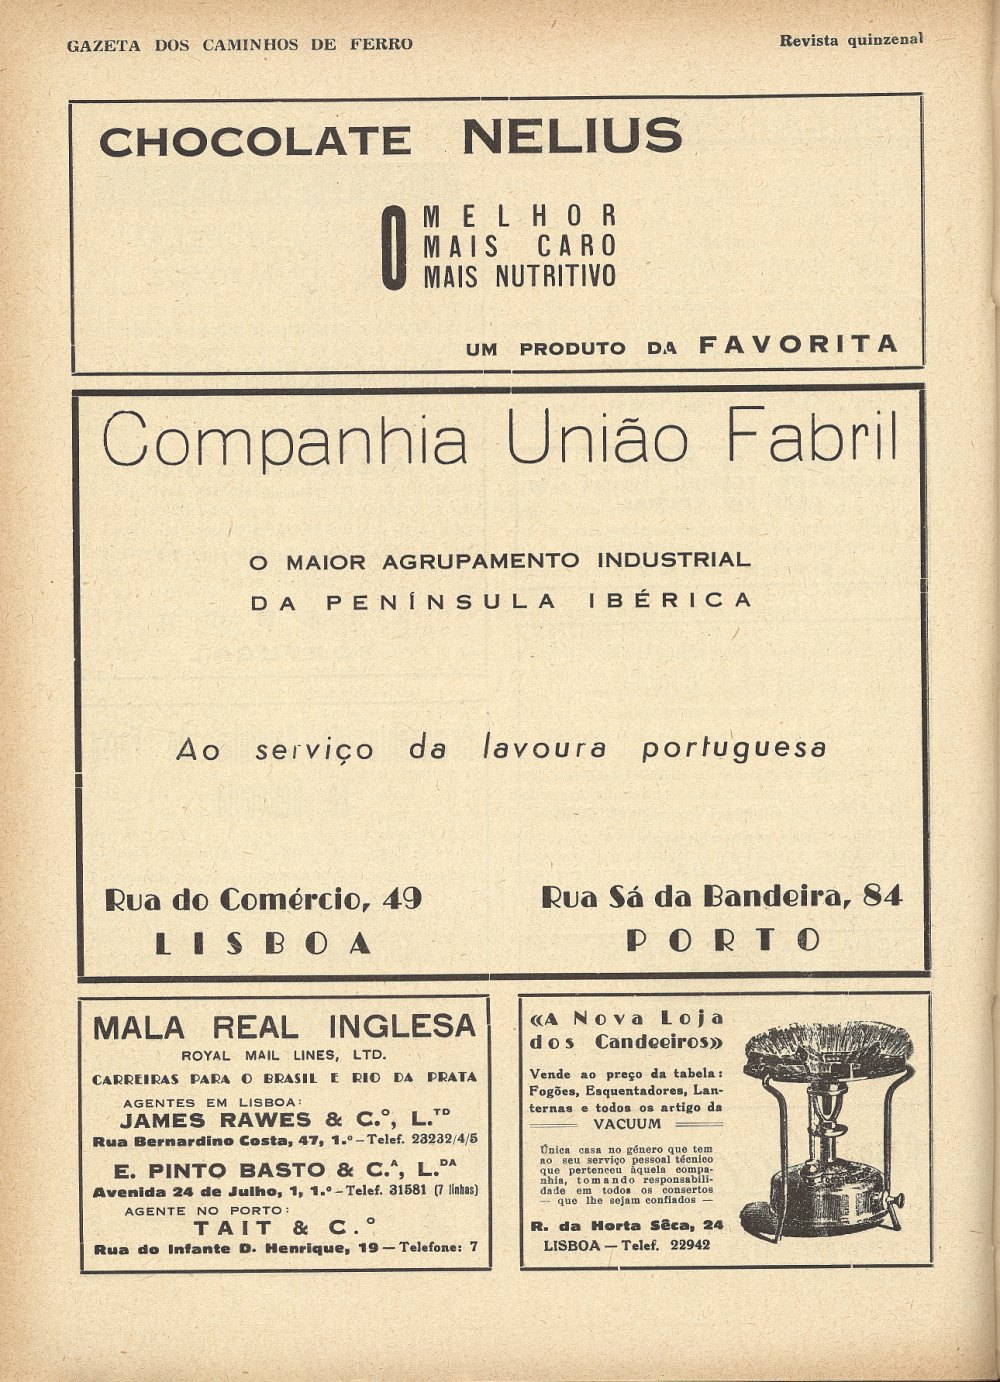 GAZETA DOS CAMINHOS DE FERRO
Revista quinzenal
CHOCOLATE NELIUS
O MELHOR
MAIS CARO
MAIS NUTRITIVO
UM PRODUTO DA FAVORITA
Companhia União Fabril
O MAIOR AGRUPAMENTO INDUSTRIAL
DA PENÍNSULA IBÉRICA
Ao serviço da lavoura portuguesa
Rua do Comércio, 49
LISBOA
Rua Sá da Bandeira, 84
PORTO
MALA REAL INGLESA
ROYAL MAIL LINES, LTD.
CARREIRAS PARA O BRASIL E RIO DA PRATA
AGENTES EM LISBOA:
JAMES RAWES & C.º, L.TD
Rua Bernardino Costa, 47, 1.º – Telef. 23232/4/5
E. PINTO BASTO & C.A, L.DA
Avenida 24 de Julho, 1, 1.º – Telef. 31581 (7 linhas)
AGENTE NO PORTO:
TAIT & C.º
Rua do Infante D. Henrique, 19 — Telefone: 7
«A Nova Loja
dos Candeeiros»
Vende ao preço da tabela:
Fogões, Esquentadores, Lan-
ternas e todos os artigo da
VACUUM
Única casa no género que tem
ao seu serviço pessoal técnico
que pertenceu àquela compa-
nhia, tomando responsabili-
dade em todos os consertos
— que lhe sejam confiados —
R. da Horta Sêca, 24
LISBOA — Telef. 22942